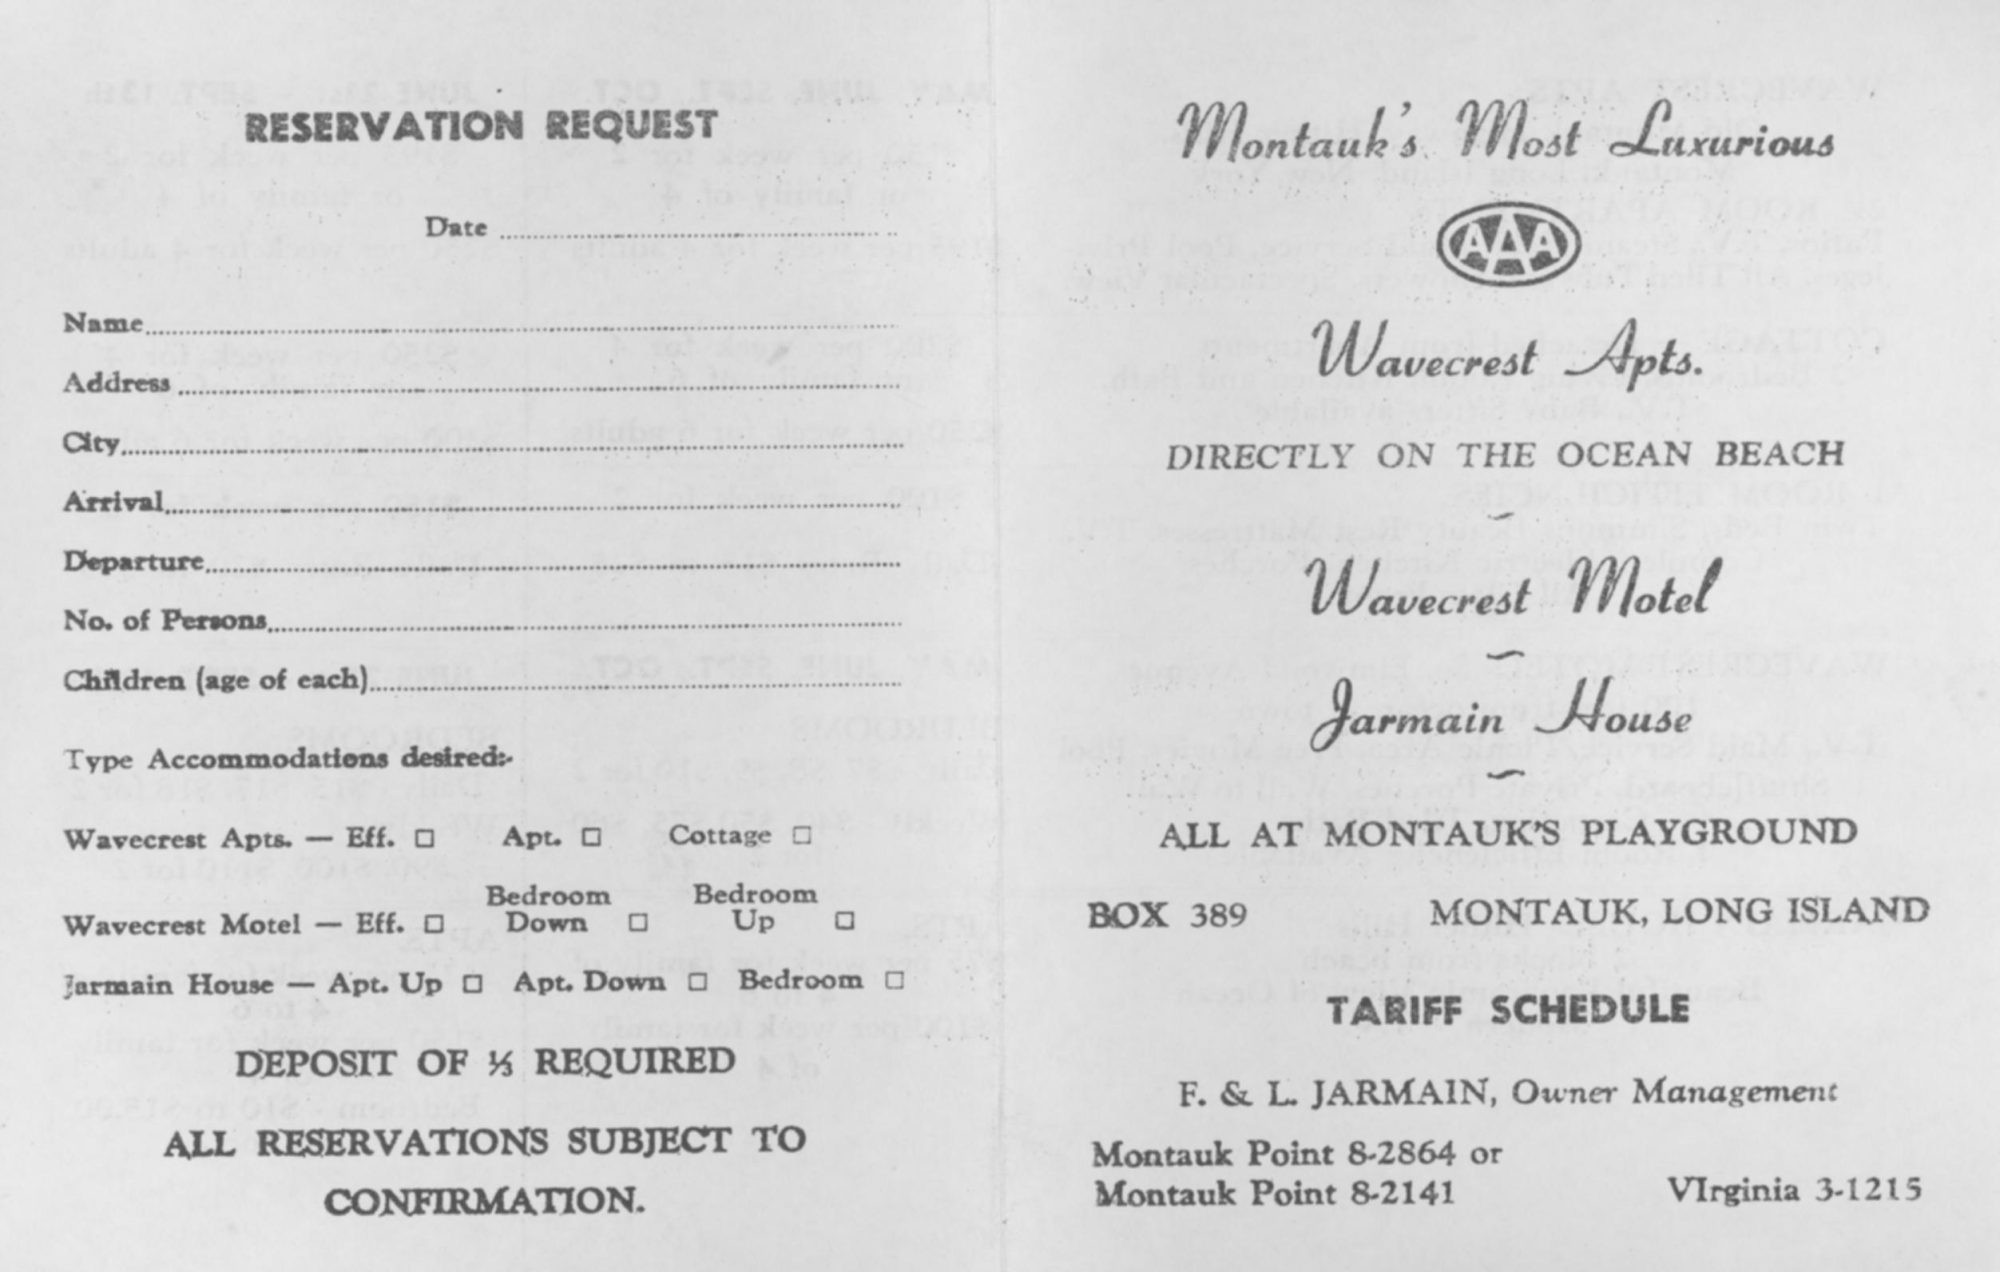 RESERVATION REQUEST
Date
Name
Address
City
Arrival
Departure
No. of Persons
Children (age of each)
Type Accommodations desired:-
Wavecrest Apts. — Eff. □ Apt. □ Cottage □
Bedroom Bedroom
Wavecrest Motel — Eff. □ Down □ Up □
Jarmain House — Apt. Up □ Apt. Down □ Bedroom □
DEPOSIT OF ⅓ REQUIRED
ALL RESERVATIONS SUBJECT TO
CONFIRMATION.
Montauk's Most Luxurious
AAA
Wavecrest Apts.
DIRECTLY ON THE OCEAN BEACH
Wavecrest Motel
Jarmain House
ALL AT MONTAUK'S PLAYGROUND
BOX 389 MONTAUK, LONG ISLAND
TARIFF SCHEDULE
F. & L. JARMAIN, Owner Management
Montauk Point 8-2864 or
Montauk Point 8-2141 VIrginia 3-1215